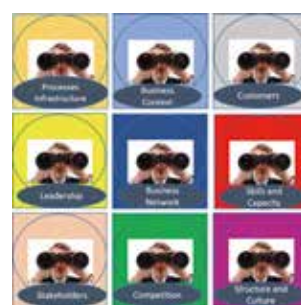 Processes
Infrastructure
Business
Context
Customers
Leadership
Business
Network
Skills and
Capacity
Stakeholders
Competition
Structure and
Culture